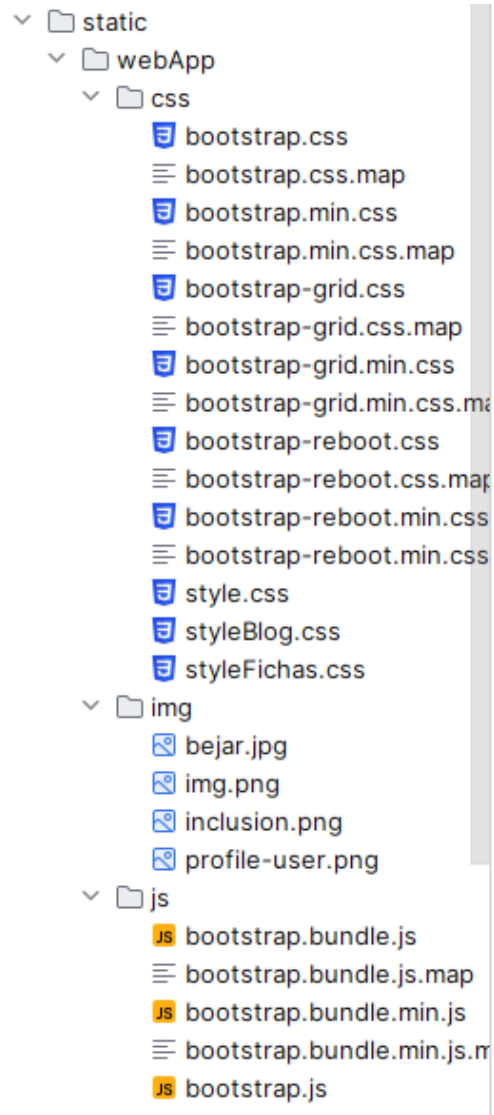 static
webApp
css
bootstrap.css
bootstrap.css.map
bootstrap.min.css
bootstrap.min.css.map
bootstrap-grid.css
bootstrap-grid.css.map
bootstrap-grid.min.css
bootstrap-grid.min.css.ma
bootstrap-reboot.css
bootstrap-reboot.css.map
bootstrap-reboot.min.css
bootstrap-reboot.min.css
style.css
styleBlog.css
styleFichas.css
img
bejar.jpg
img.png
inclusion.png
profile-user.png
js
JS bootstrap.bundle.js
bootstrap.bundle.js.map
JS bootstrap.bundle.min.js
bootstrap.bundle.min.js.m
JS bootstrap.js